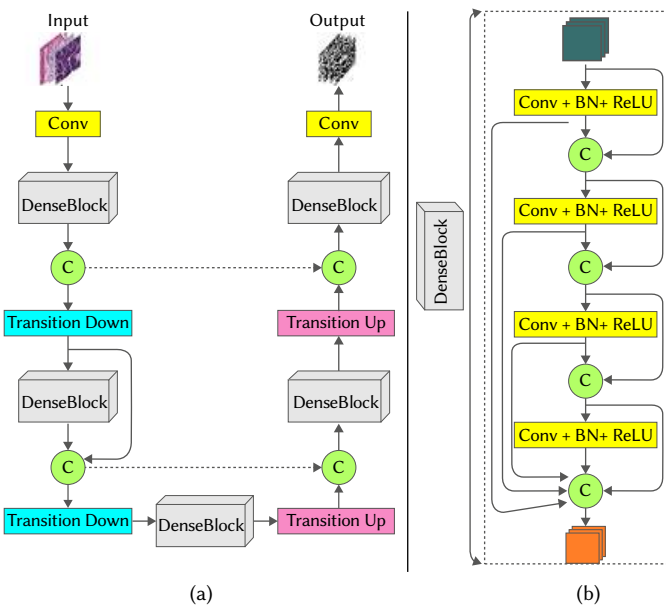 Input
Output
Conv
Conv
DenseBlock
DenseBlock
C
C
Transition Down
Transition Up
DenseBlock
DenseBlock
C
C
Transition Down
DenseBlock
Transition Up
(a)
DenseBlock
Conv + BN+ ReLU
C
Conv + BN+ ReLU
C
Conv + BN+ ReLU
C
Conv + BN+ ReLU
C
(b)